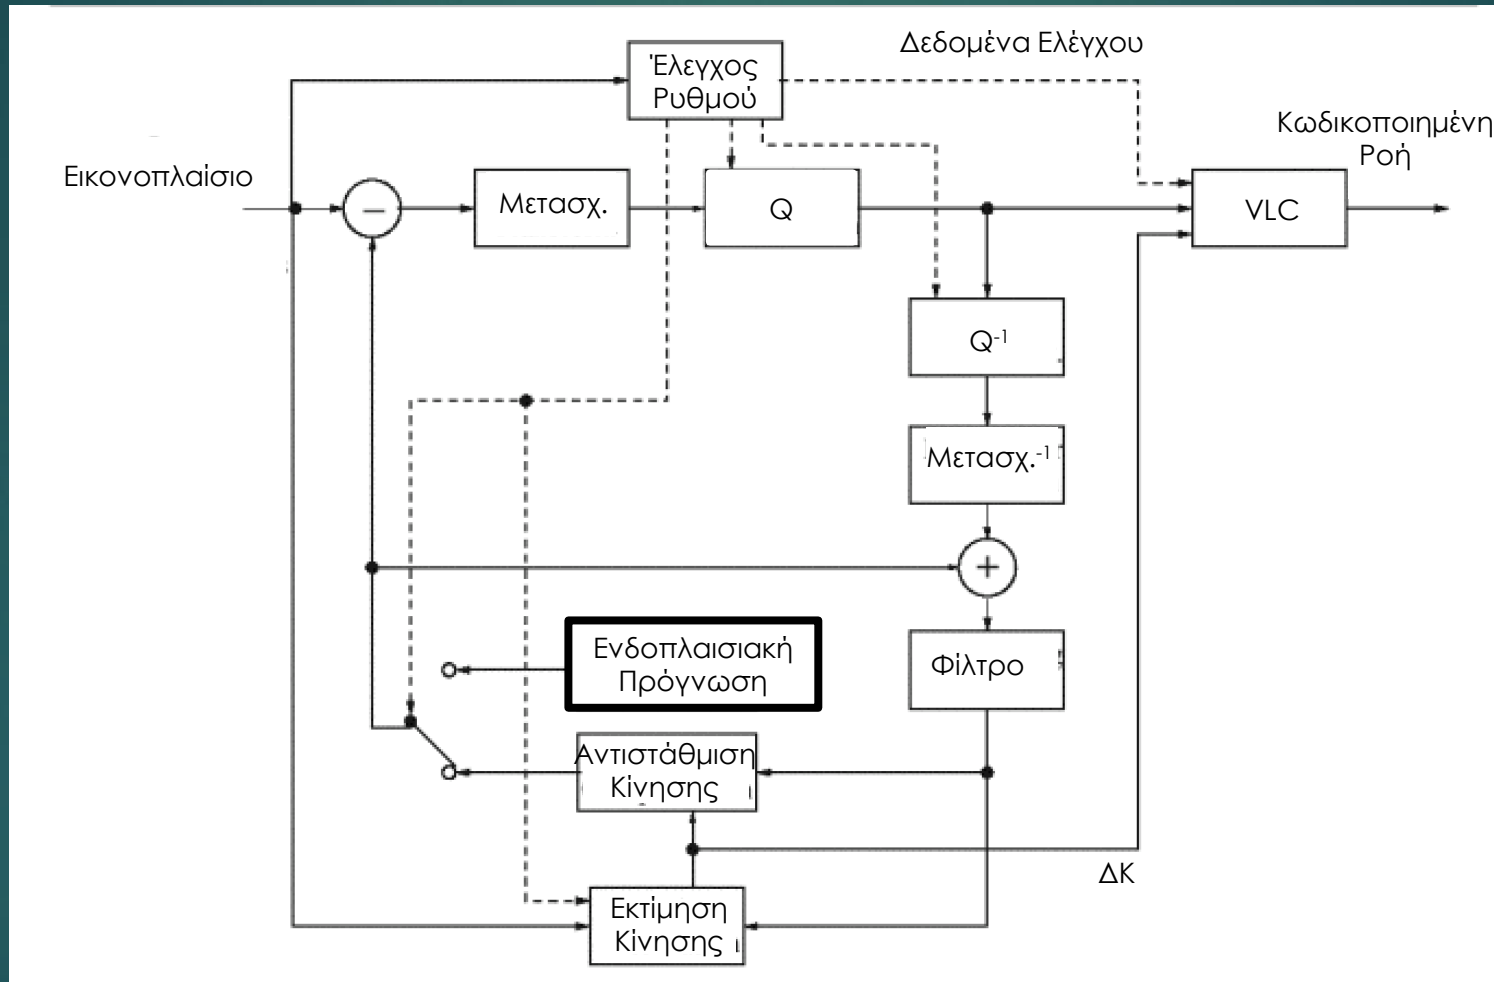 Δεδομένα Ελέγχου
Έλεγχος
Ρυθμού
Κωδικοποιημένη
Ροή
Εικονοπλαίσιο
−
Μετασχ.
Q
VLC
Q-1
Μετασχ.-1
+
Ενδοπλαισιακή
Πρόγνωση
Φίλτρο
Αντιστάθμιση
Κίνησης
ΔΚ
Εκτίμηση
Κίνησης